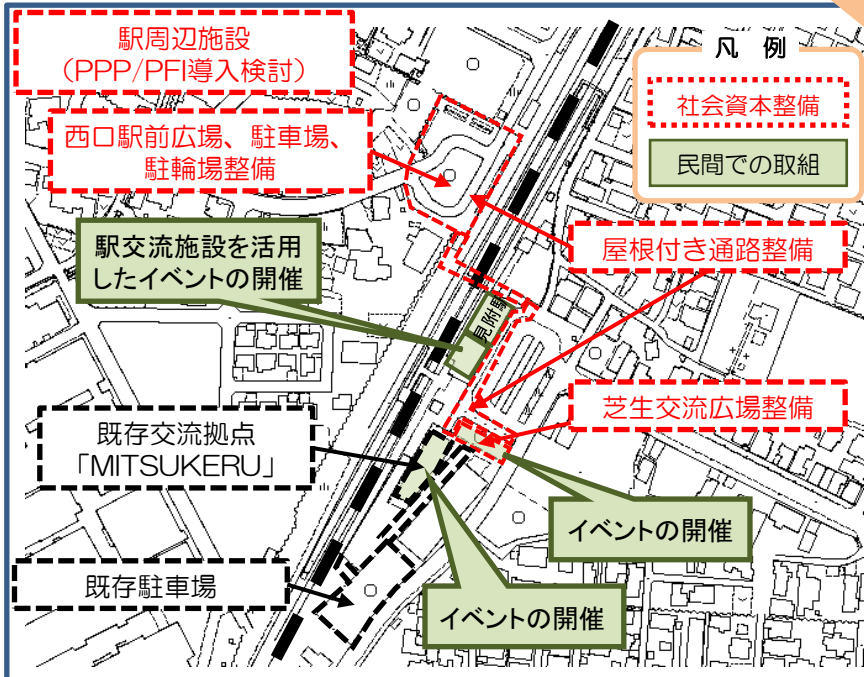 駅周辺施設
（PPP/PFI導入検討）
西口駅前広場、駐車場、
駐輪場整備
駅交流施設を活用
したイベントの開催
既存交流拠点
「MITSUKERU」
既存駐車場
見附駅
凡 例
社会資本整備
民間での取組
屋根付き通路整備
芝生交流広場整備
イベントの開催
イベントの開催